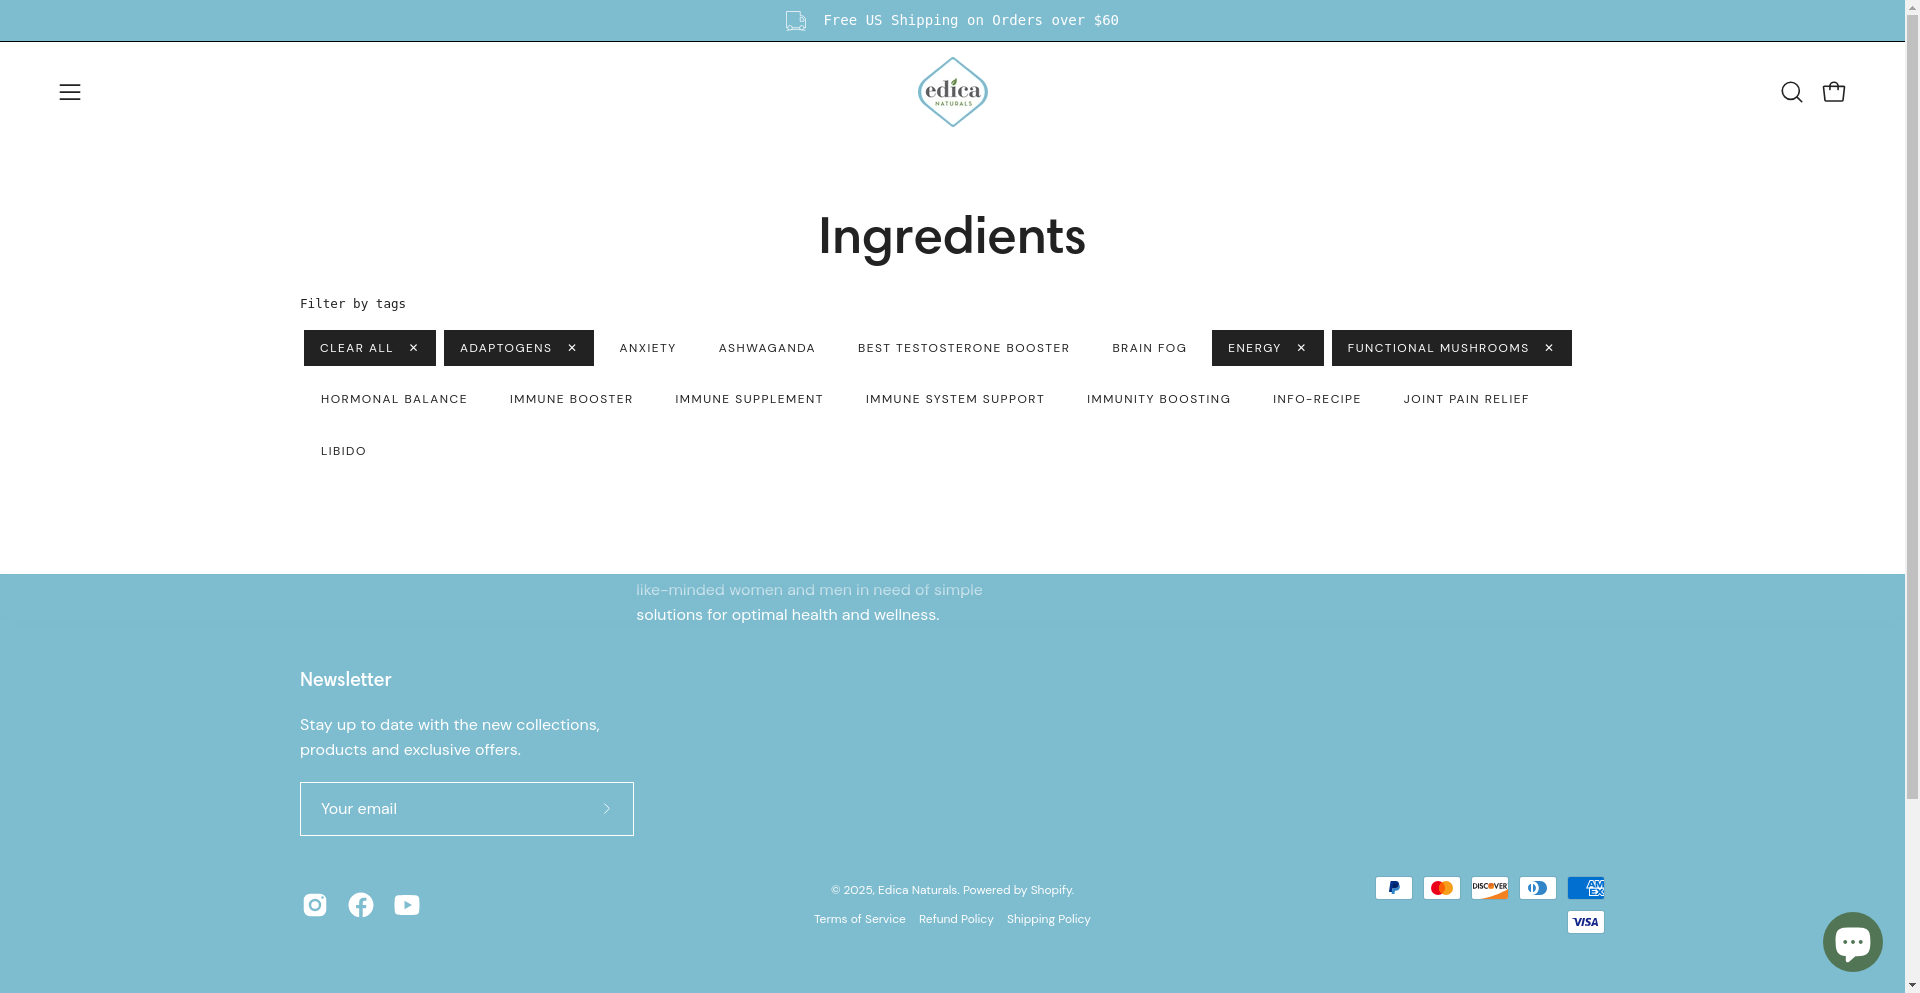 Free US Shipping on Orders over $60
edica
NATURALS
Ingredients
Filter by tags
CLEAR ALL ✕ ADAPTOGENS ✕ ANXIETY ASHWAGANDA BEST TESTOSTERONE BOOSTER BRAIN FOG ENERGY ✕ FUNCTIONAL MUSHROOMS ✕
HORMONAL BALANCE IMMUNE BOOSTER IMMUNE SUPPLEMENT IMMUNE SYSTEM SUPPORT IMMUNITY BOOSTING INFO-RECIPE JOINT PAIN RELIEF
LIBIDO
like-minded women and men in need of simple
solutions for optimal health and wellness.
Newsletter
Stay up to date with the new collections,
products and exclusive offers.
Your email
© 2025, Edica Naturals. Powered by Shopify.
Terms of Service Refund Policy Shipping Policy
DISCOVER
AM
EX
VISA